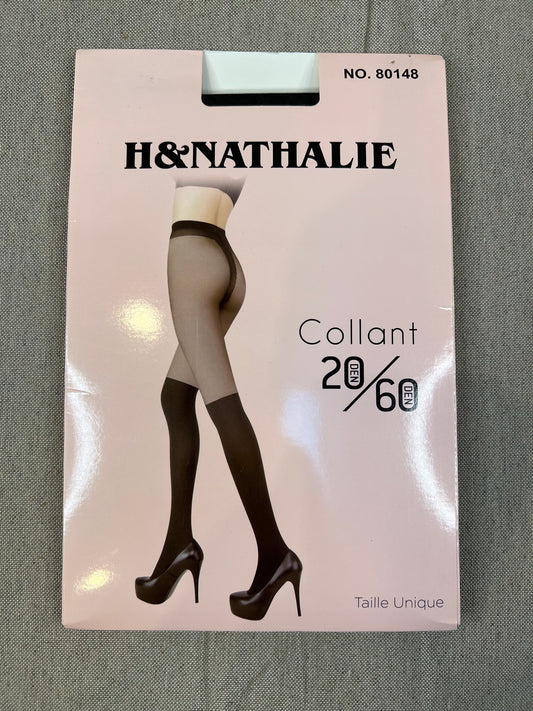 NO. 80148
H&NATHALIE
Collant
20 DEN / 60 DEN
Taille Unique